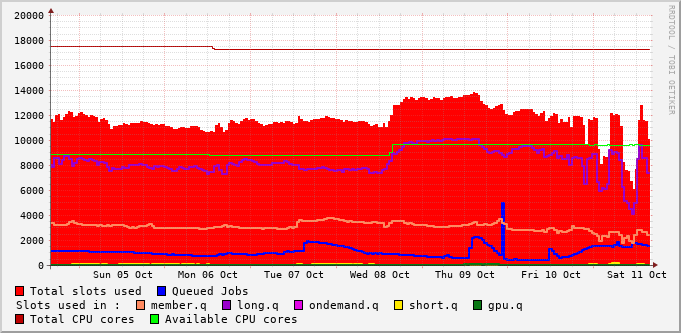 20000
18000
16000
14000
12000
10000
8000
6000
4000
2000
0
Sun 05 Oct Mon 06 Oct Tue 07 Oct Wed 08 Oct Thu 09 Oct Fri 10 Oct Sat 11 Oct
Total slots used Queued Jobs
Slots used in : member.q long.q ondemand.q short.q gpu.q
Total CPU cores Available CPU cores
RRDTOOL / TOBI OETIKER